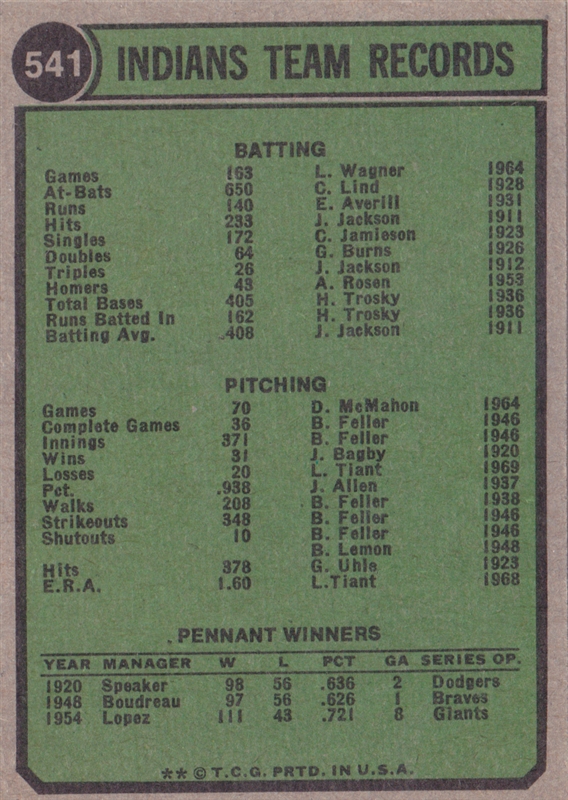 541 INDIANS TEAM RECORDS
BATTING
Games 163 L. Wagner 1964
At-Bats 650 C. Lind 1928
Runs 140 E. Averill 1931
Hits 233 J. Jackson 1911
Singles 172 C. Jamieson 1923
Doubles 64 G. Burns 1926
Triples 26 J. Jackson 1912
Homers 43 A. Rosen 1953
Total Bases 405 H. Trosky 1936
Runs Batted In 162 H. Trosky 1936
Batting Avg. .408 J. Jackson 1911
PITCHING
Games 70 D. McMahon 1964
Complete Games 36 B. Feller 1946
Innings 371 B. Feller 1946
Wins 31 J. Bagby 1920
Losses 20 L. Tiant 1969
Pct. .938 J. Allen 1937
Walks 208 B. Feller 1938
Strikeouts 348 B. Feller 1946
Shutouts 10 B. Feller 1946
B. Lemon 1948
Hits 378 G. Uhle 1923
E.R.A. 1.60 L. Tiant 1968
PENNANT WINNERS
YEAR MANAGER W L PCT GA SERIES OP.
1920 Speaker 98 56 .636 2 Dodgers
1948 Boudreau 97 56 .626 1 Braves
1954 Lopez 111 43 .721 8 Giants
** © T.C.G. PRTD. IN U.S.A.